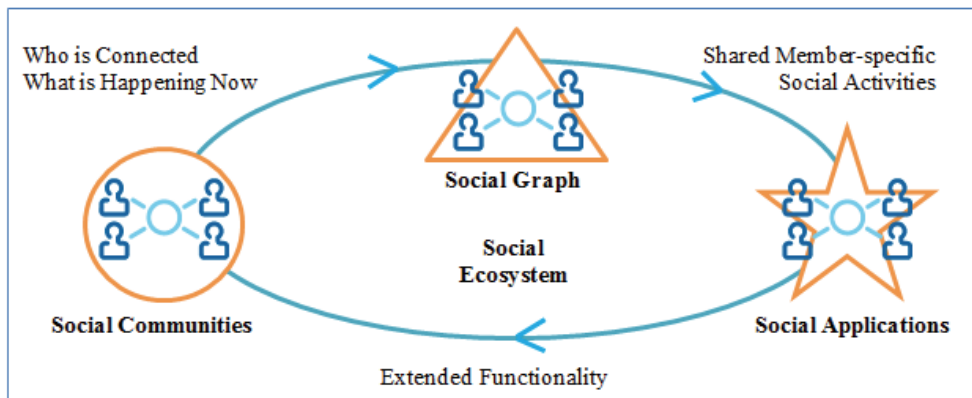 Who is Connected
What is Happening Now
Shared Member-specific
Social Activities
Social Graph
Social
Ecosystem
Social Communities
Social Applications
Extended Functionality